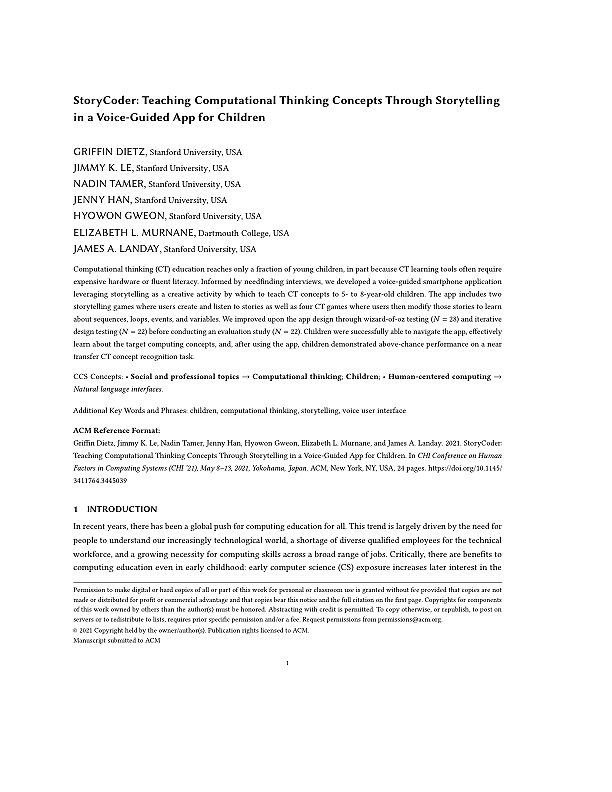 StoryCoder: Teaching Computational Thinking Concepts Through Storytelling
in a Voice-Guided App for Children
GRIFFIN DIETZ, Stanford University, USA
JIMMY K. LE, Stanford University, USA
NADIN TAMER, Stanford University, USA
JENNY HAN, Stanford University, USA
HYOWON GWEON, Stanford University, USA
ELIZABETH L. MURNANE, Dartmouth College, USA
JAMES A. LANDAY, Stanford University, USA
Computational thinking (CT) education reaches only a fraction of young children, in part because CT learning tools often require
expensive hardware or fluent literacy. Informed by needfinding interviews, we developed a voice-guided smartphone application
leveraging storytelling as a creative activity by which to teach CT concepts to 5- to 8-year-old children. The app includes two
storytelling games where users create and listen to stories as well as four CT games where users then modify those stories to learn
about sequences, loops, events, and variables. We improved upon the app design through wizard-of-oz testing (N = 28) and iterative
design testing (N = 22) before conducting an evaluation study (N = 22). Children were successfully able to navigate the app, effectively
learn about the target computing concepts, and, after using the app, children demonstrated above-chance performance on a near
transfer CT concept recognition task.
CCS Concepts: • Social and professional topics → Computational thinking; Children; • Human-centered computing →
Natural language interfaces.
Additional Key Words and Phrases: children, computational thinking, storytelling, voice user interface
ACM Reference Format:
Griffin Dietz, Jimmy K. Le, Nadin Tamer, Jenny Han, Hyowon Gweon, Elizabeth L. Murnane, and James A. Landay. 2021. StoryCoder:
Teaching Computational Thinking Concepts Through Storytelling in a Voice-Guided App for Children. In CHI Conference on Human
Factors in Computing Systems (CHI '21), May 8–13, 2021, Yokohama, Japan. ACM, New York, NY, USA, 24 pages. https://doi.org/10.1145/
3411764.3445039
1 INTRODUCTION
In recent years, there has been a global push for computing education for all. This trend is largely driven by the need for
people to understand our increasingly technological world, a shortage of diverse qualified employees for the technical
workforce, and a growing necessity for computing skills across a broad range of jobs. Critically, there are benefits to
computing education even in early childhood: early computer science (CS) exposure increases later interest in the
Permission to make digital or hard copies of all or part of this work for personal or classroom use is granted without fee provided that copies are not
made or distributed for profit or commercial advantage and that copies bear this notice and the full citation on the first page. Copyrights for components
of this work owned by others than the author(s) must be honored. Abstracting with credit is permitted. To copy otherwise, or republish, to post on
servers or to redistribute to lists, requires prior specific permission and/or a fee. Request permissions from permissions@acm.org.
© 2021 Copyright held by the owner/author(s). Publication rights licensed to ACM.
Manuscript submitted to ACM
1